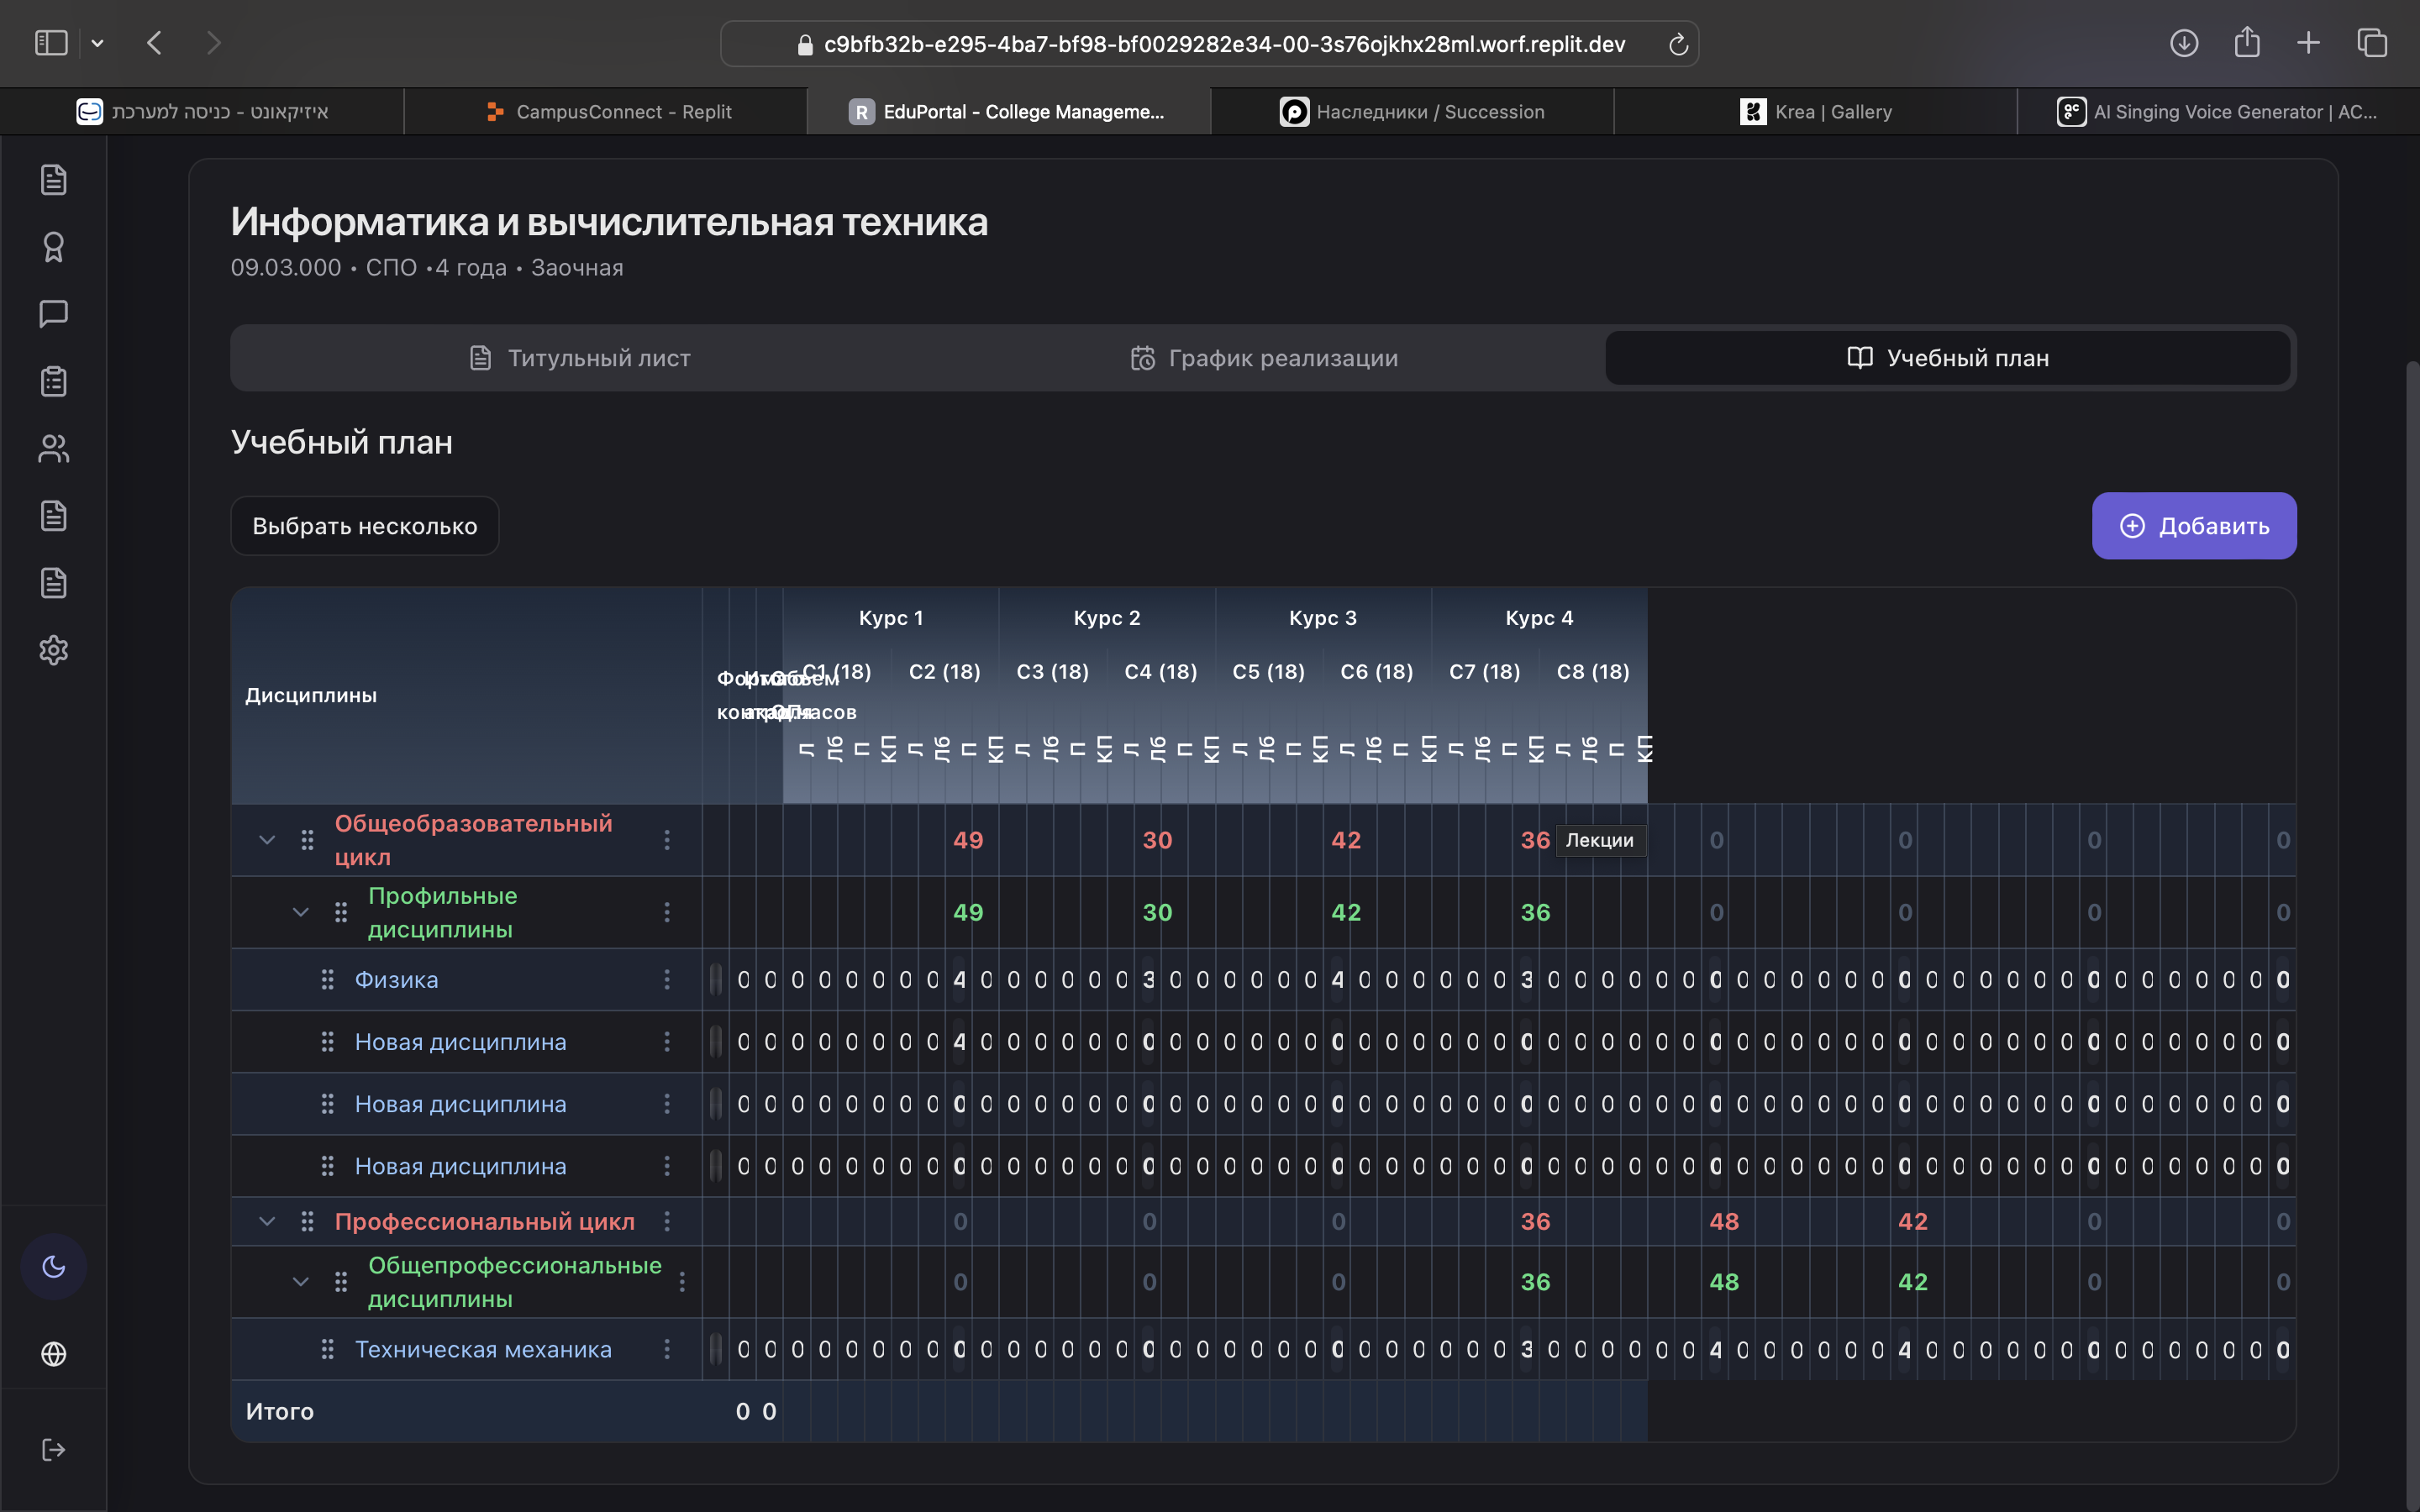 c9bfb32b-e295-4ba7-bf98-bf0029282e34-00-3s76ojkhx28ml.worf.replit.dev
איזיקאונט - כניסה למערכת
CampusConnect - Replit
R EduPortal - College Manageme...
Наследники / Succession
Krea | Gallery
AI Singing Voice Generator | AC...
Информатика и вычислительная техника
09.03.000 • СПО •4 года • Заочная
Титульный лист
График реализации
Учебный план
Учебный план
Выбрать несколько
Добавить
Курс 1 Курс 2 Курс 3 Курс 4
С1 (18) С2 (18) С3 (18) С4 (18) С5 (18) С6 (18) С7 (18) С8 (18)
Дисциплины
Л Лб П КП Л Лб П КП Л Лб П КП Л Лб П КП Л Лб П КП Л Лб П КП Л Лб П КП Л Лб П КП
Общеобразовательный
цикл
49 30 42 36 Лекции 0 0 0 0
Профильные
дисциплины
49 30 42 36 0 0 0 0
Физика
0 0 0 0 0 0 0 0 4 0 0 0 0 0 0 3 0 0 0 0 0 0 4 0 0 0 0 0 0 3 0 0 0 0 0 0 0 0 0 0 0 0 0 0 0 0 0 0 0 0 0 0 0 0 0 0 0 0
Новая дисциплина
0 0 0 0 0 0 0 0 4 0 0 0 0 0 0 0 0 0 0 0 0 0 0 0 0 0 0 0 0 0 0 0 0 0 0 0 0 0 0 0 0 0 0 0 0 0 0 0 0 0 0 0 0 0 0 0 0 0
Новая дисциплина
0 0 0 0 0 0 0 0 0 0 0 0 0 0 0 0 0 0 0 0 0 0 0 0 0 0 0 0 0 0 0 0 0 0 0 0 0 0 0 0 0 0 0 0 0 0 0 0 0 0 0 0 0 0 0 0 0 0
Новая дисциплина
0 0 0 0 0 0 0 0 0 0 0 0 0 0 0 0 0 0 0 0 0 0 0 0 0 0 0 0 0 0 0 0 0 0 0 0 0 0 0 0 0 0 0 0 0 0 0 0 0 0 0 0 0 0 0 0 0 0
Профессиональный цикл
0 0 0 36 48 42 0 0
Общепрофессиональные
дисциплины
0 0 0 36 48 42 0 0
Техническая механика
0 0 0 0 0 0 0 0 0 0 0 0 0 0 0 0 0 0 0 0 0 0 0 0 0 0 0 0 0 3 0 0 0 0 0 0 4 0 0 0 0 0 0 4 0 0 0 0 0 0 0 0 0 0 0 0 0 0
Итого 0 0